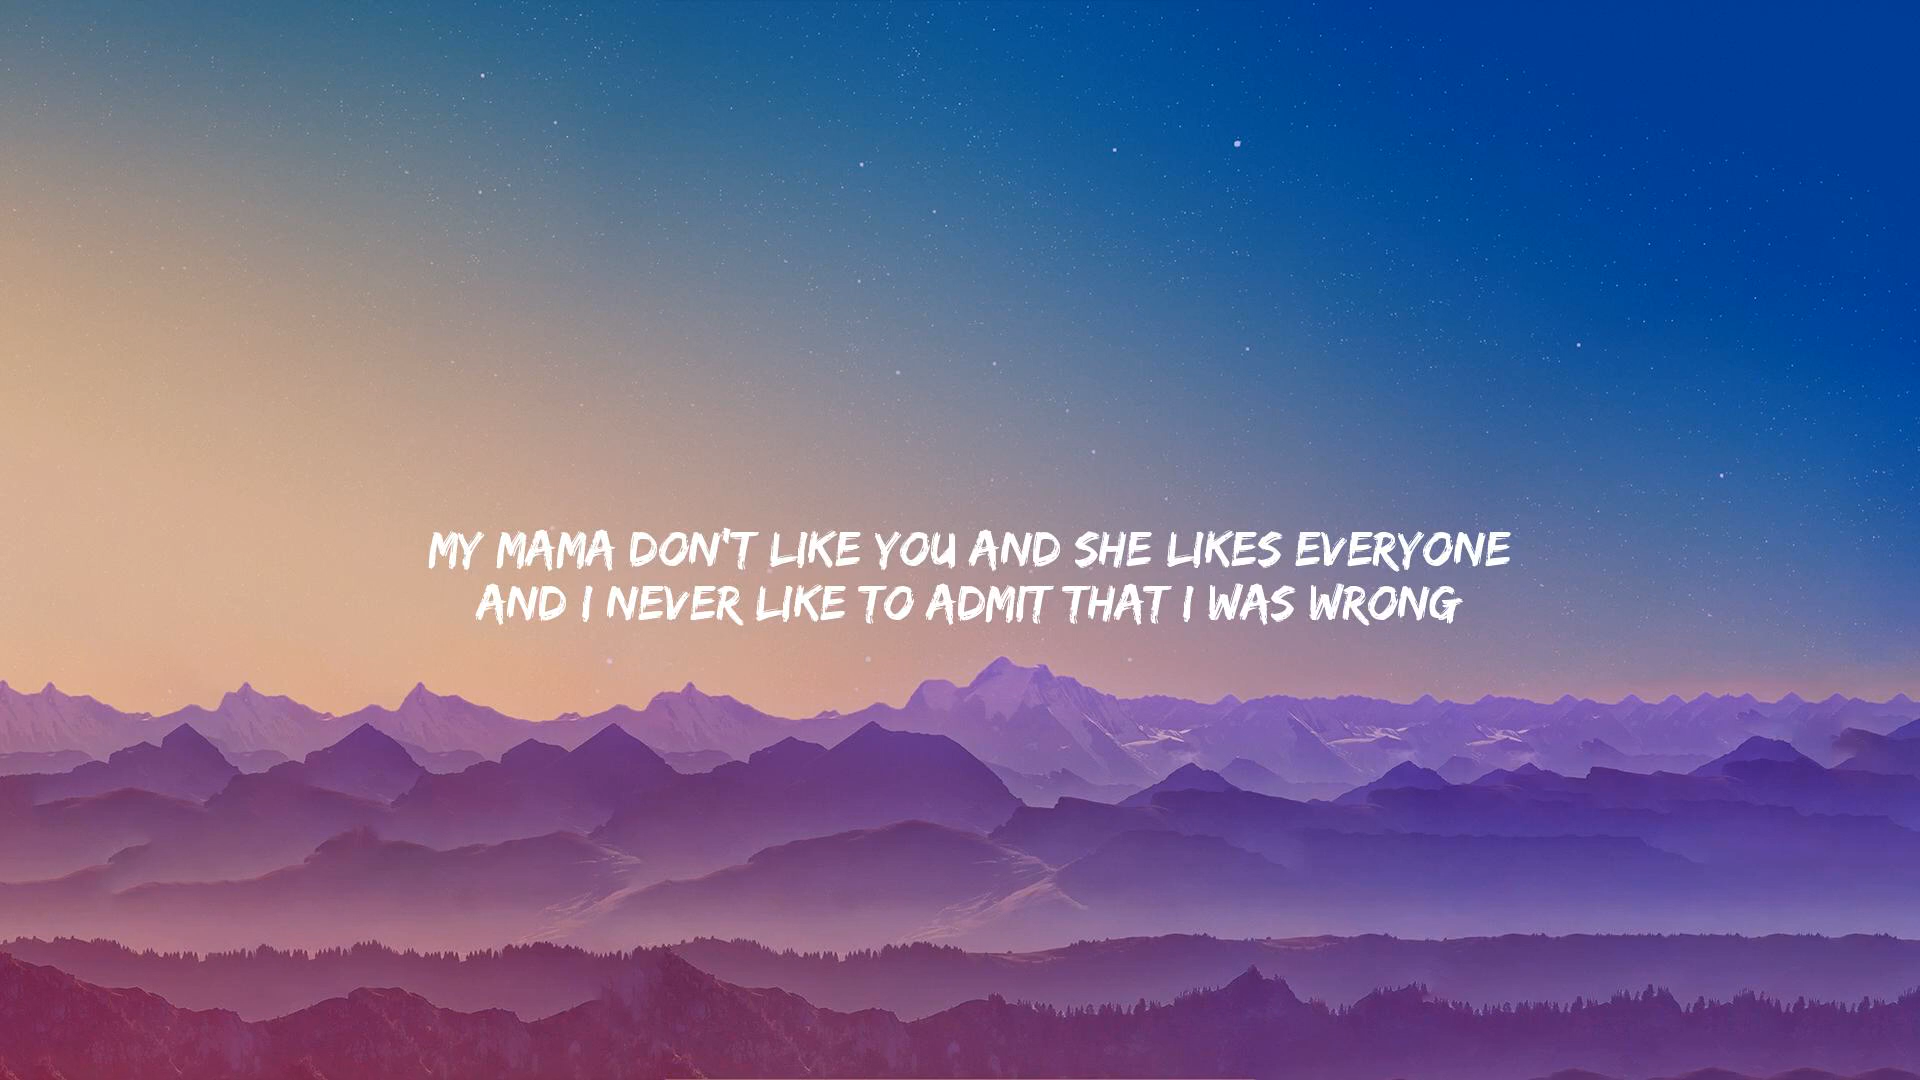 MY MAMA DON'T LIKE YOU AND SHE LIKES EVERYONE
AND I NEVER LIKE TO ADMIT THAT I WAS WRONG